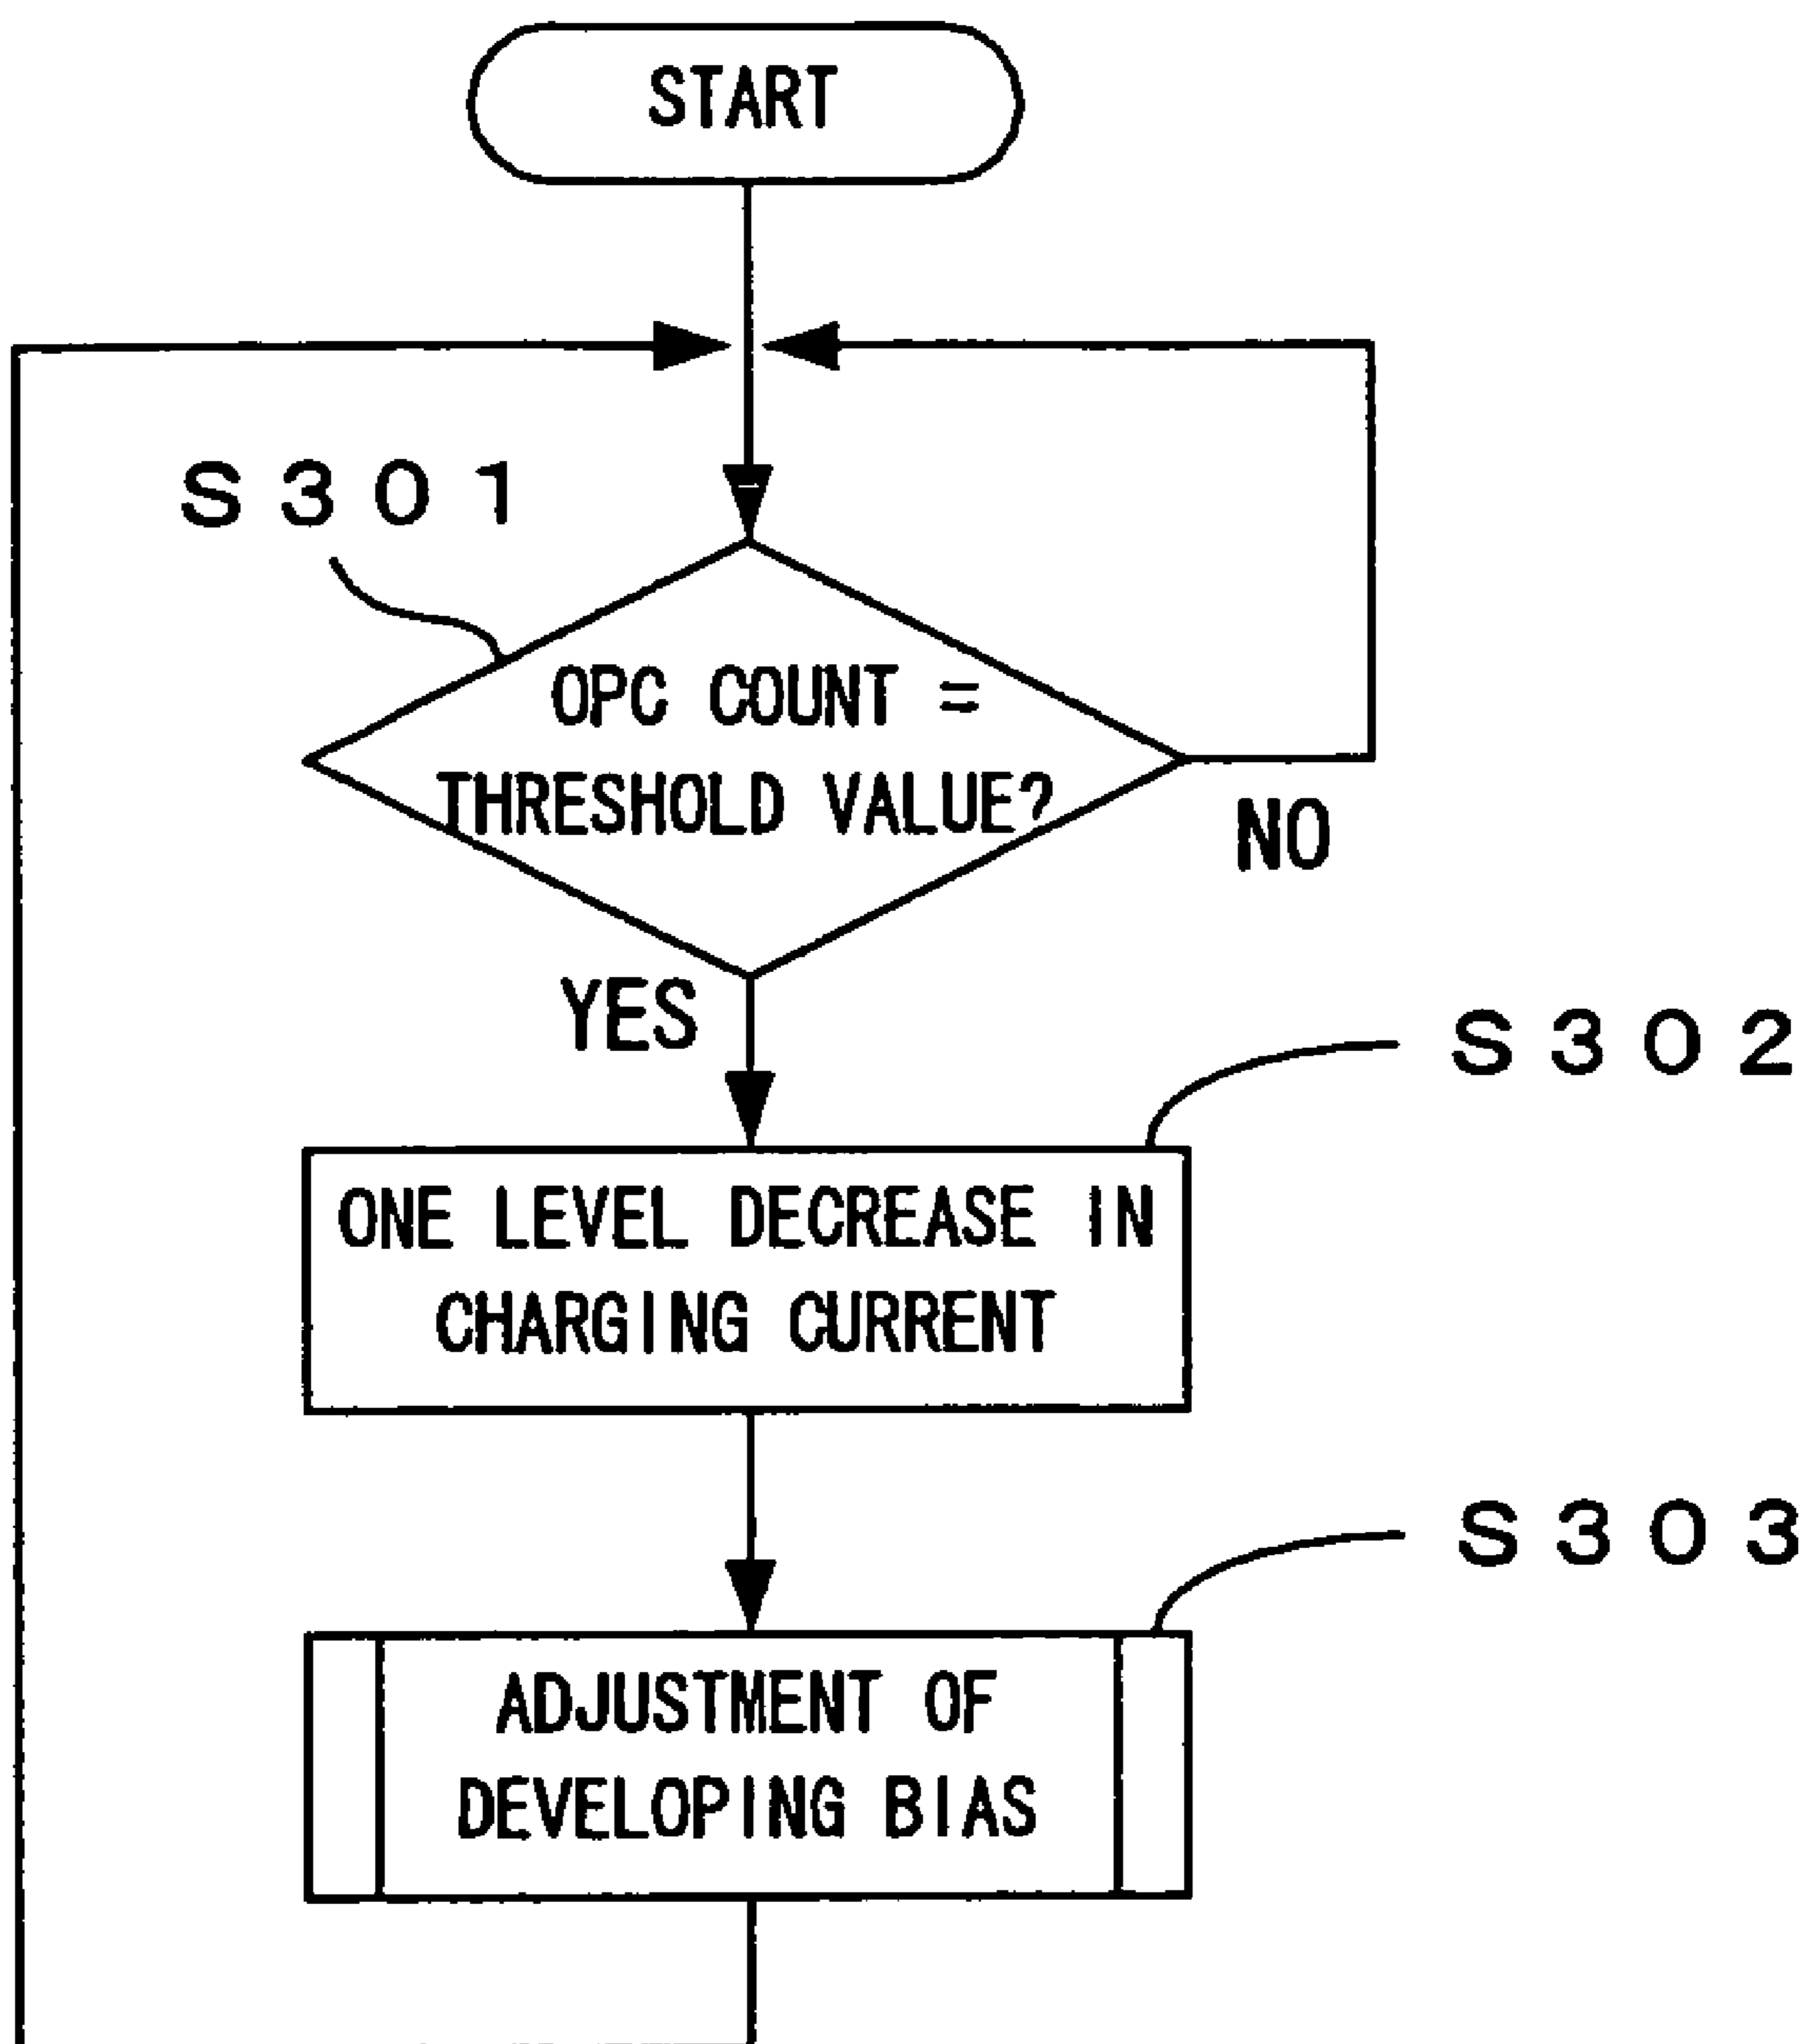 START
S301
OPC COUNT =
THRESHOLD VALUE?
NO
YES
S302
ONE LEVEL DECREASE IN
CHARGING CURRENT
S303
ADJUSTMENT OF
DEVELOPING BIAS